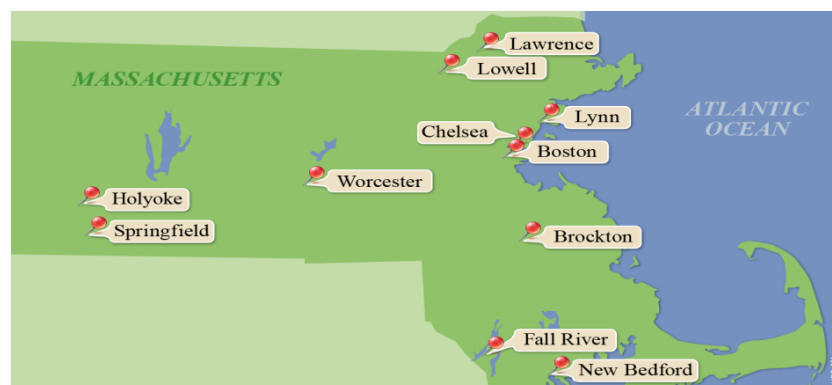 Lawrence
Lowell
MASSACHUSETTS
Lynn
ATLANTIC
OCEAN
Chelsea
Boston
Worcester
Holyoke
Springfield
Brockton
Fall River
New Bedford